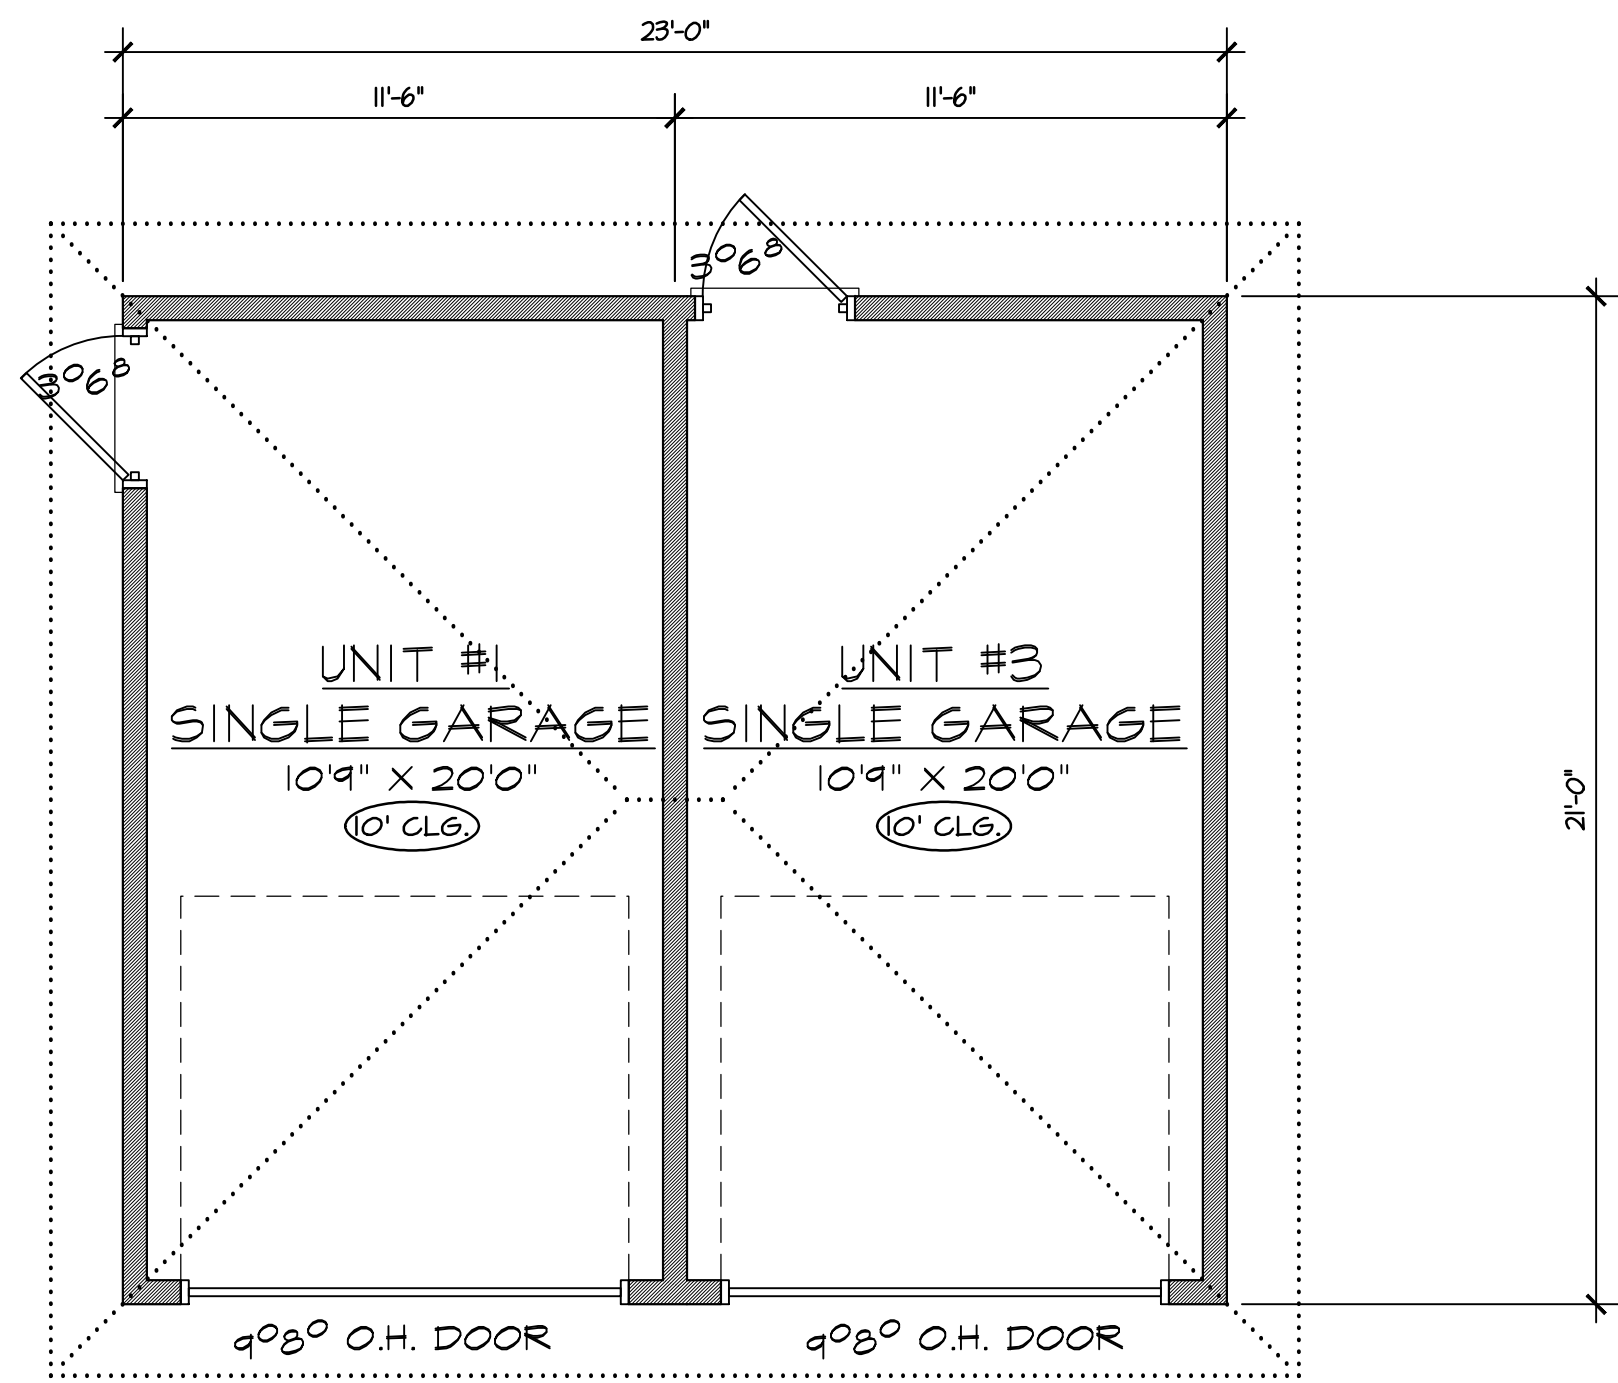 23'-0"
11'-6"
11'-6"
3⁰6⁸
3⁰6⁸
UNIT #1
SINGLE GARAGE
10'9" X 20'0"
10' CLG.
UNIT #3
SINGLE GARAGE
10'9" X 20'0"
10' CLG.
21'-0"
9⁰8⁰ O.H. DOOR
9⁰8⁰ O.H. DOOR